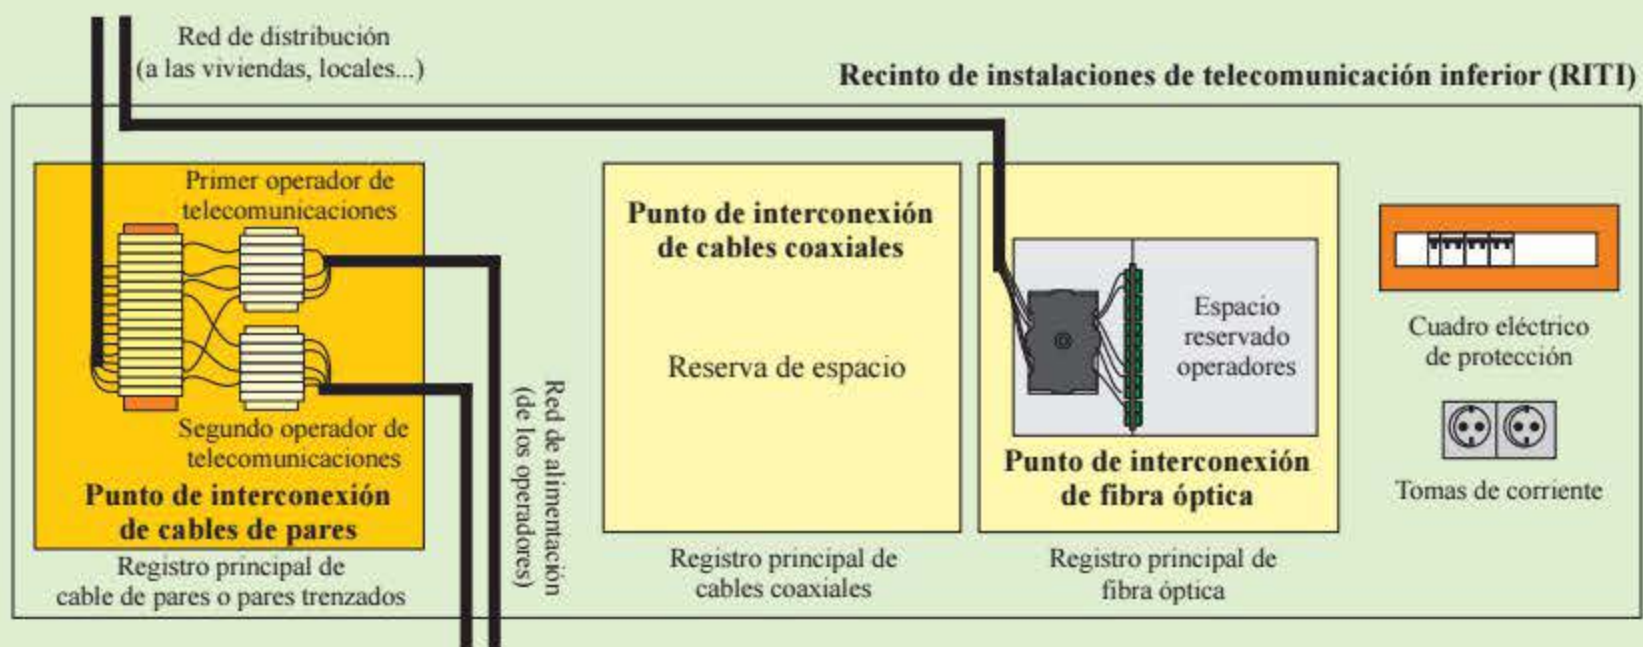 Red de distribución
(a las viviendas, locales...)
Recinto de instalaciones de telecomunicación inferior (RITI)
Primer operador de
telecomunicaciones
Segundo operador de
telecomunicaciones
Punto de interconexión
de cables de pares
Registro principal de
cable de pares o pares trenzados
Red de alimentación
(de los operadores)
Punto de interconexión
de cables coaxiales
Reserva de espacio
Registro principal de
cables coaxiales
Espacio
reservado
operadores
Punto de interconexión
de fibra óptica
Registro principal de
fibra óptica
Cuadro eléctrico
de protección
Tomas de corriente